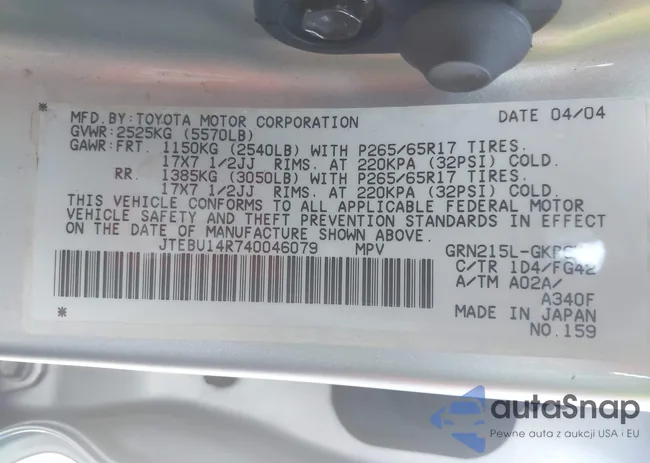 MFD. BY: TOYOTA MOTOR CORPORATION DATE 04/04
GVWR: 2525KG (5570LB)
GAWR: FRT. 1150KG (2540LB) WITH P265/65R17 TIRES.
17X7 1/2JJ RIMS. AT 220KPA (32PSI) COLD.
RR. 1385KG (3050LB) WITH P265/65R17 TIRES.
17X7 1/2JJ RIMS. AT 220KPA (32PSI) COLD.
THIS VEHICLE CONFORMS TO ALL APPLICABLE FEDERAL MOTOR
VEHICLE SAFETY AND THEFT PREVENTION STANDARDS IN EFFECT
ON THE DATE OF MANUFACTURE SHOWN ABOVE.
JTEBU14R740046079 MPV
C/TR 1D4/FG42
A/TM A02A/
A340F
MADE IN JAPAN
NO.159
autoSnap
Pewne auta z aukcji USA i EU